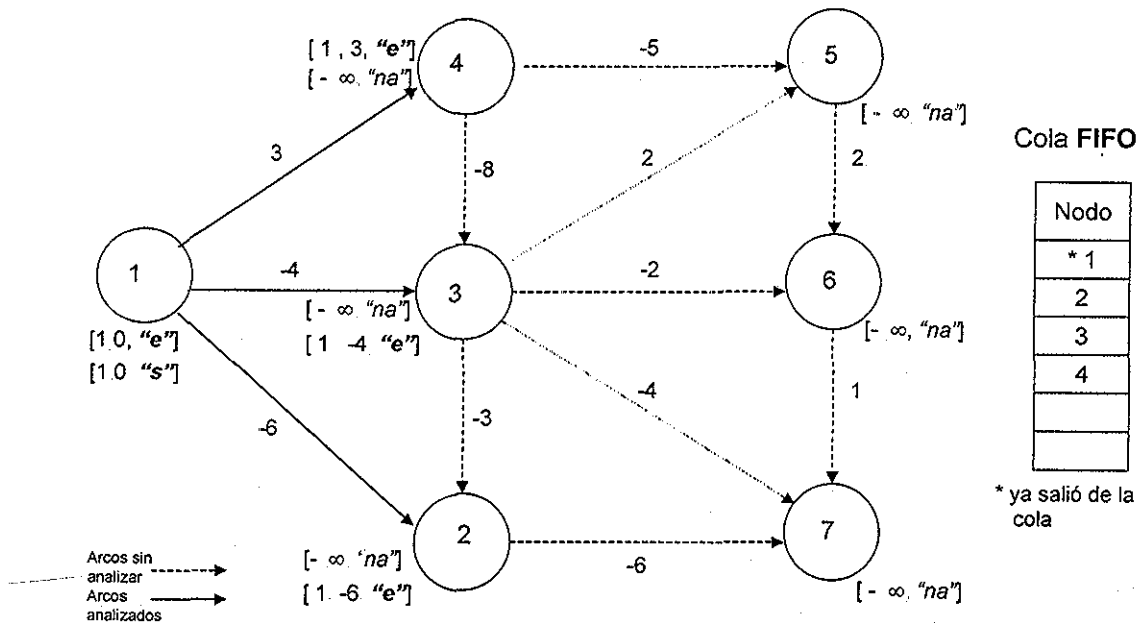 [ 1 , 3, "e"]
[- ∞, "na"]
4
-5
5
[- ∞, "na"]
Cola FIFO
Nodo
* 1
2
3
4
* ya salió de la
cola
3
-8
2
2
1
[1 0, "e"]
[1 0 "s"]
-4
3
[- ∞, "na"]
[ 1 -4 "e"]
-2
6
[- ∞, "na"]
-6
-3
-4
1
2
[- ∞, "na"]
[ 1 -6 "e"]
-6
7
[- ∞, "na"]
Arcos sin
analizar
Arcos
analizados